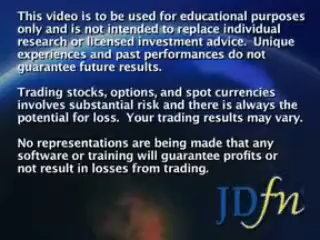 This video is to be used for educational purposes
only and is not intended to replace individual
research or licensed investment advice.  Unique
experiences and past performances do not
guarantee future results.
Trading stocks, options, and spot currencies
involves substantial risk and there is always the
potential for loss.  Your trading results may vary.
No representations are being made that any
software or training will guarantee profits or
not result in losses from trading.
JDfn